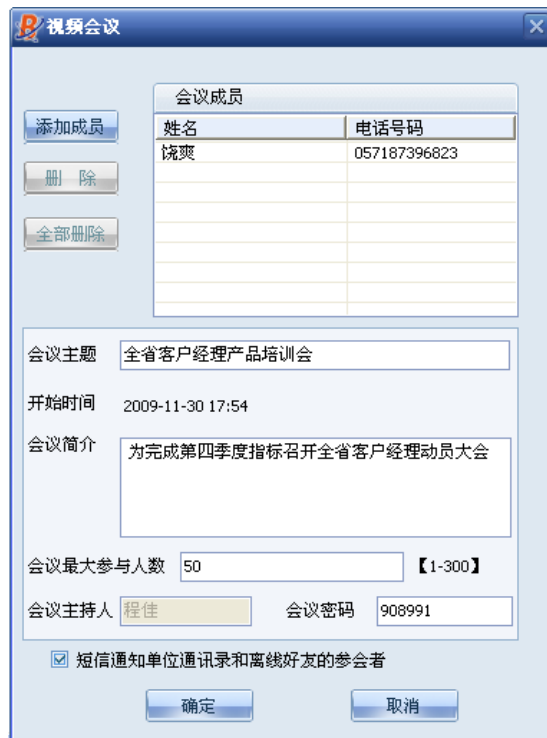 视频会议
会议成员
添加成员
姓名 电话号码
饶爽 057187396823
删 除
全部删除
会议主题 全省客户经理产品培训会
开始时间 2009-11-30 17:54
会议简介 为完成第四季度指标召开全省客户经理动员大会
会议最大参与人数 50 【1-300】
会议主持人 程佳 会议密码 908991
短信通知单位通讯录和离线好友的参会者
确定 取消